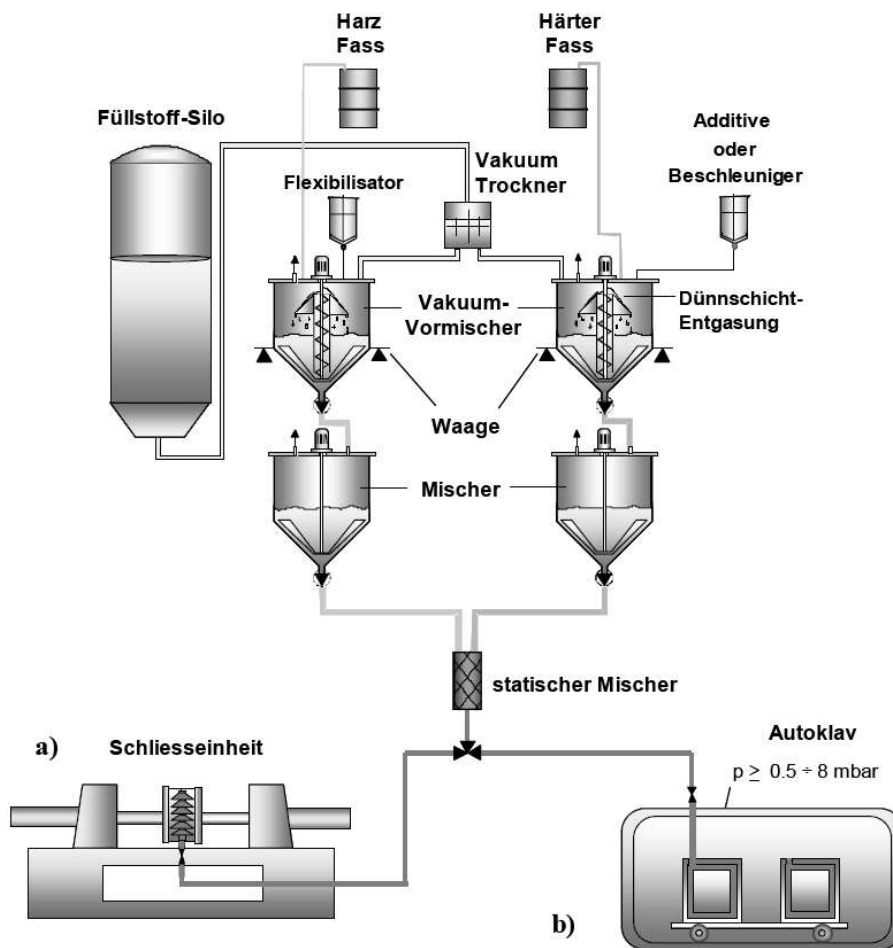 Harz
Fass
Härter
Fass
Füllstoff-Silo
Additive
oder
Beschleuniger
Vakuum
Trockner
Flexibilisator
Vakuum-
Vormischer
Dünnschicht-
Entgasung
Waage
Mischer
statischer Mischer
a)
Schliesseinheit
Autoklav
p ≥ 0.5 ÷ 8 mbar
b)